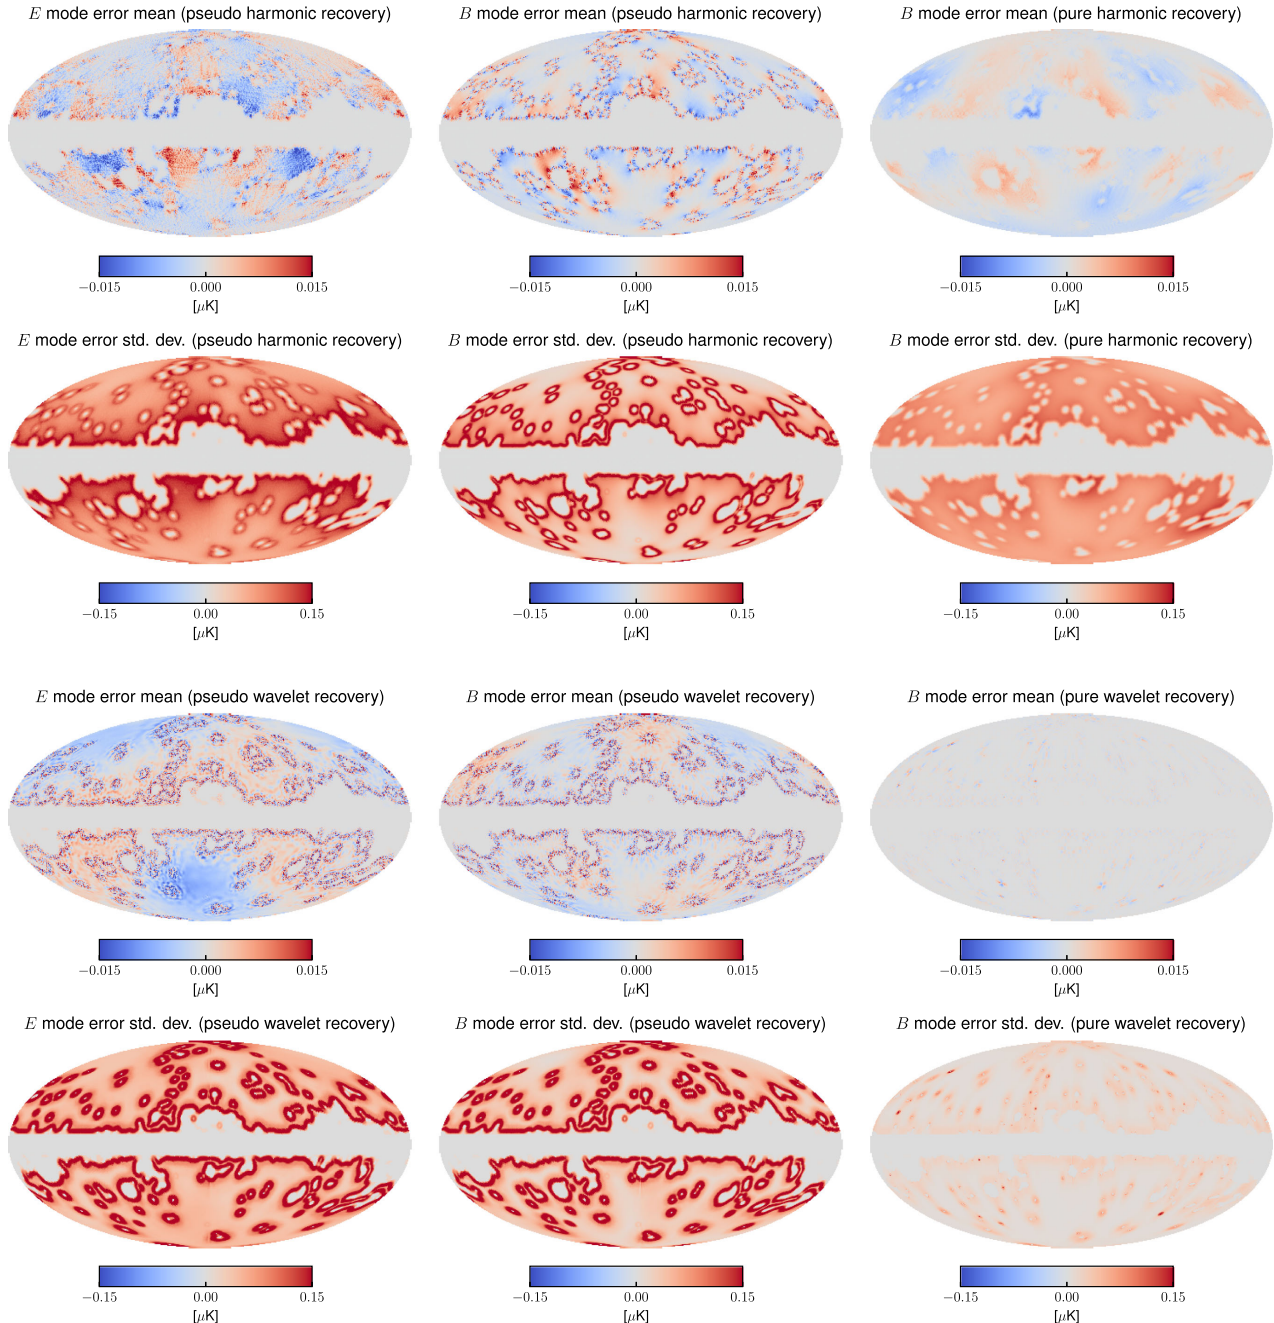 E mode error mean (pseudo harmonic recovery)
B mode error mean (pseudo harmonic recovery)
B mode error mean (pure harmonic recovery)
−0.015 0.000 0.015
[μK]
−0.015 0.000 0.015
[μK]
−0.015 0.000 0.015
[μK]
E mode error std. dev. (pseudo harmonic recovery)
B mode error std. dev. (pseudo harmonic recovery)
B mode error std. dev. (pure harmonic recovery)
−0.15 0.00 0.15
[μK]
−0.15 0.00 0.15
[μK]
−0.15 0.00 0.15
[μK]
E mode error mean (pseudo wavelet recovery)
B mode error mean (pseudo wavelet recovery)
B mode error mean (pure wavelet recovery)
−0.015 0.000 0.015
[μK]
−0.015 0.000 0.015
[μK]
−0.015 0.000 0.015
[μK]
E mode error std. dev. (pseudo wavelet recovery)
B mode error std. dev. (pseudo wavelet recovery)
B mode error std. dev. (pure wavelet recovery)
−0.15 0.00 0.15
[μK]
−0.15 0.00 0.15
[μK]
−0.15 0.00 0.15
[μK]